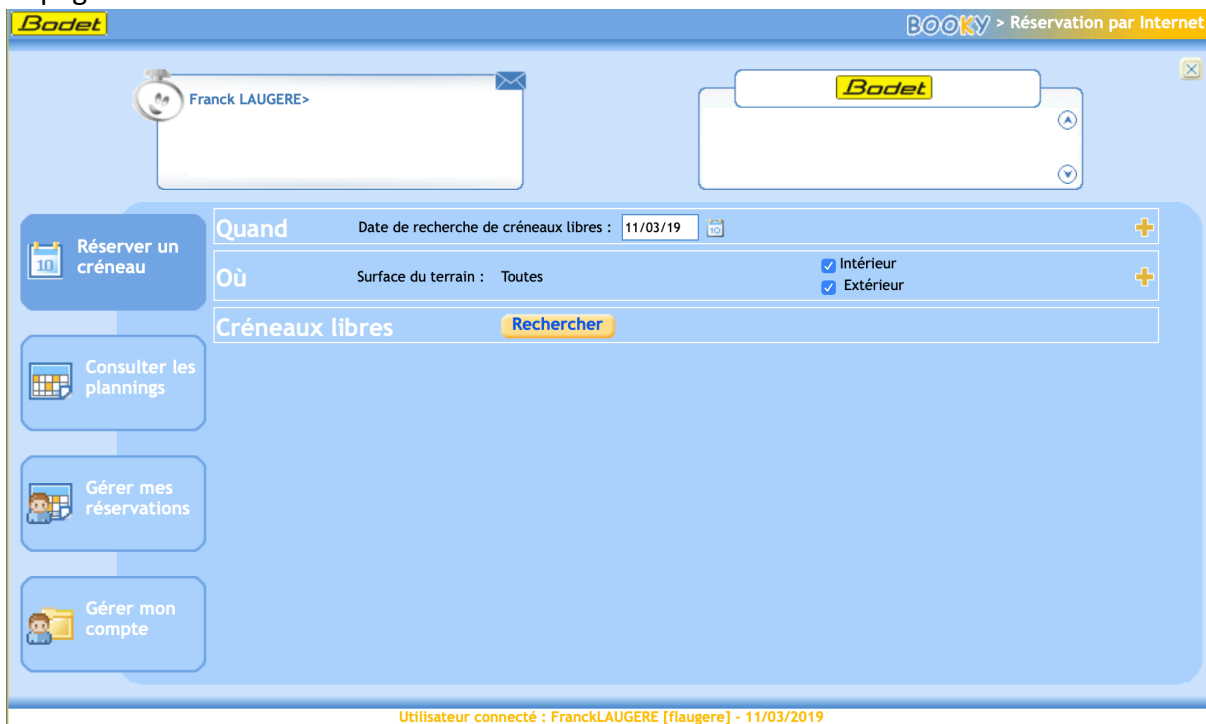 Bodet
BOOKY > Réservation par Internet
Franck LAUGERE>
Bodet
Réserver un
créneau
10
Quand
Date de recherche de créneaux libres : 11/03/19
10
Où
Surface du terrain : Toutes
Intérieur
Extérieur
Créneaux libres
Rechercher
Consulter les
plannings
Gérer mes
réservations
Gérer mon
compte
Utilisateur connecté : FranckLAUGERE [flaugere] - 11/03/2019